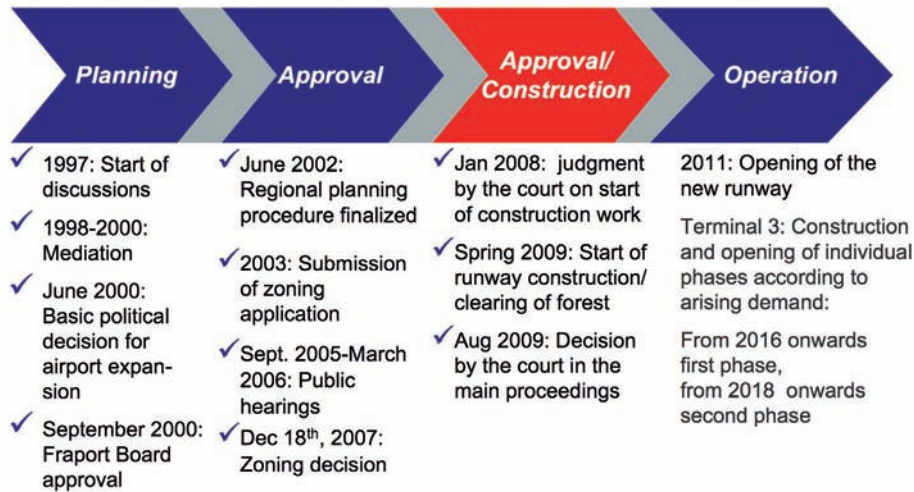 Planning
Approval
Approval/
Construction
Operation
1997: Start of
discussions
1998-2000:
Mediation
June 2000:
Basic political
decision for
airport expan-
sion
September 2000:
Fraport Board
approval
June 2002:
Regional planning
procedure finalized
2003: Submission
of zoning
application
Sept. 2005-March
2006: Public
hearings
Dec 18th, 2007:
Zoning decision
Jan 2008: judgment
by the court on start
of construction work
Spring 2009: Start of
runway construction/
clearing of forest
Aug 2009: Decision
by the court in the
main proceedings
2011: Opening of the
new runway
Terminal 3: Construction
and opening of individual
phases according to
arising demand:
From 2016 onwards
first phase,
from 2018 onwards
second phase